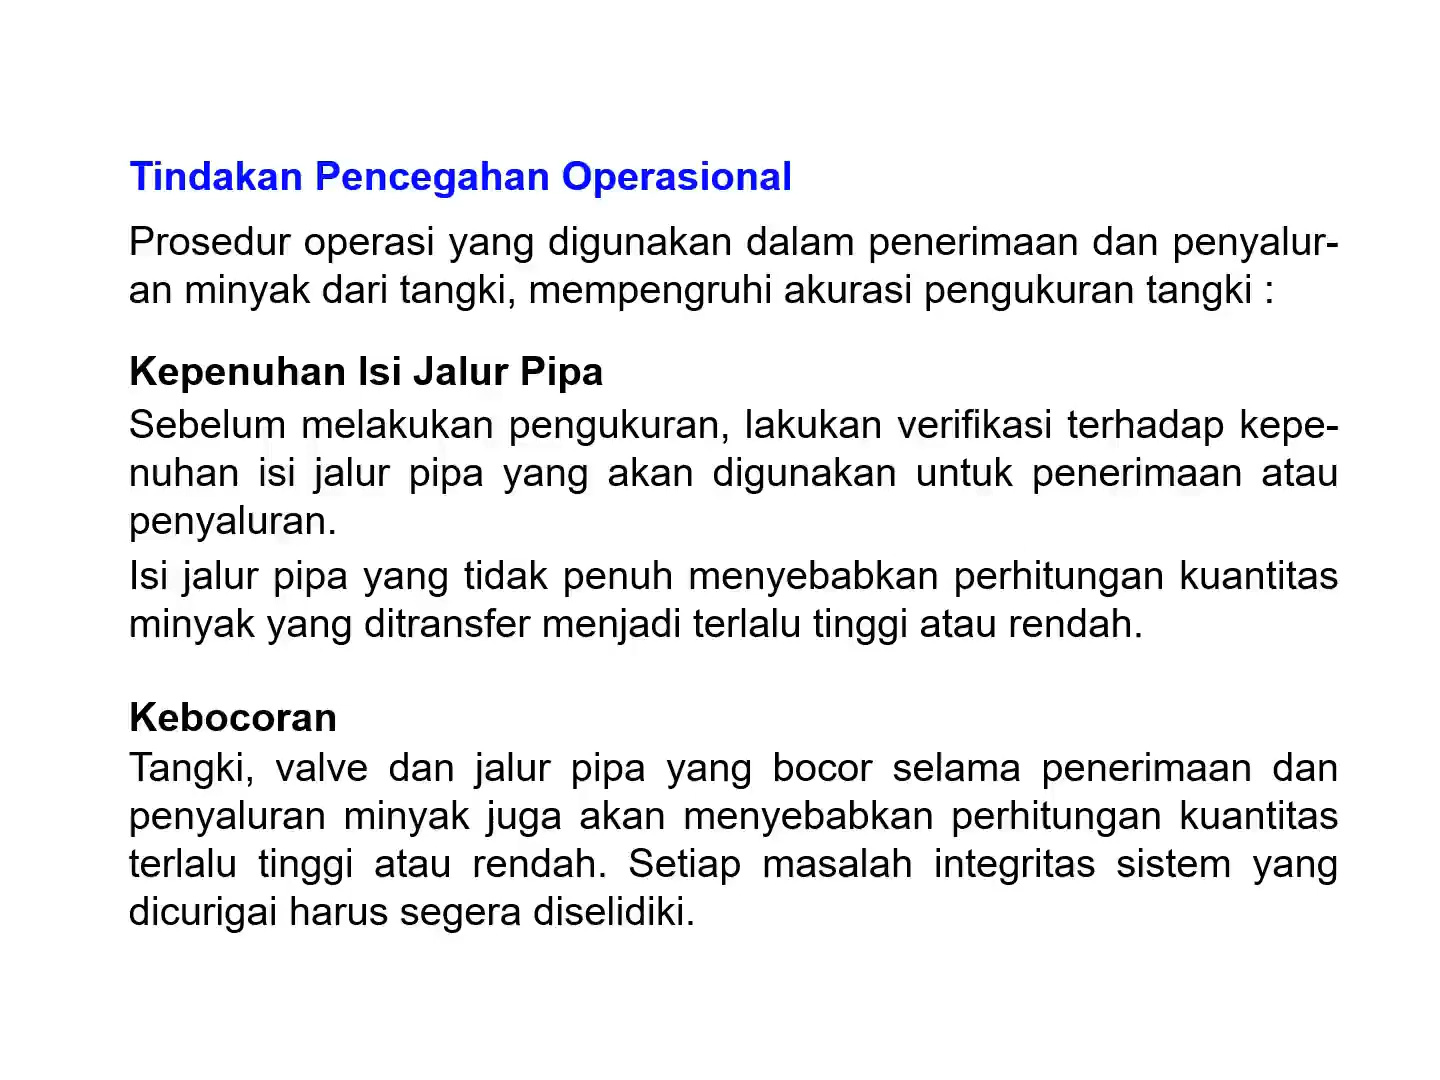 Tindakan Pencegahan Operasional
Prosedur operasi yang digunakan dalam penerimaan dan penyalur-
an minyak dari tangki, mempengruhi akurasi pengukuran tangki :
Kepenuhan Isi Jalur Pipa
Sebelum melakukan pengukuran, lakukan verifikasi terhadap kepe-
nuhan isi jalur pipa yang akan digunakan untuk penerimaan atau
penyaluran.
Isi jalur pipa yang tidak penuh menyebabkan perhitungan kuantitas
minyak yang ditransfer menjadi terlalu tinggi atau rendah.
Kebocoran
Tangki, valve dan jalur pipa yang bocor selama penerimaan dan
penyaluran minyak juga akan menyebabkan perhitungan kuantitas
terlalu tinggi atau rendah. Setiap masalah integritas sistem yang
dicurigai harus segera diselidiki.